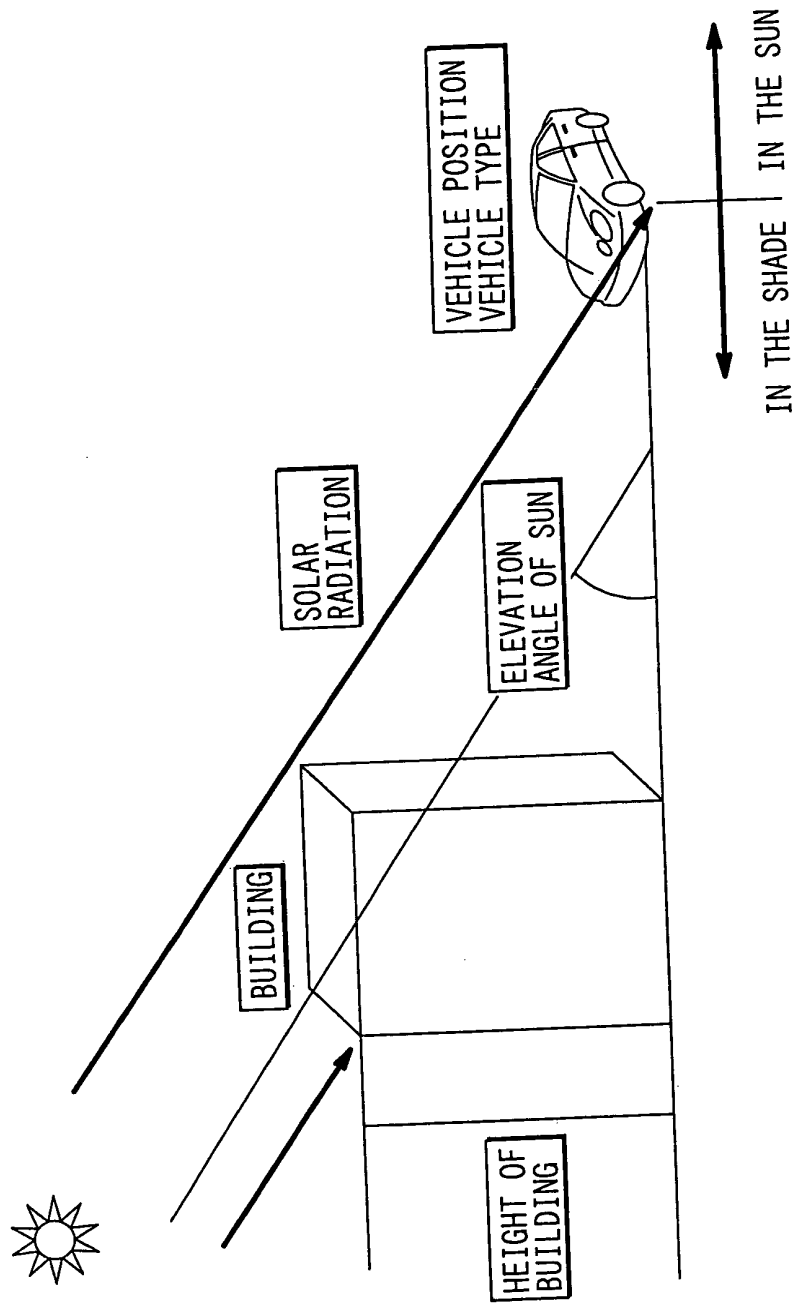 BUILDING
SOLAR
RADIATION
VEHICLE POSITION
VEHICLE TYPE
HEIGHT OF
BUILDING
ELEVATION
ANGLE OF SUN
IN THE SHADE
IN THE SUN